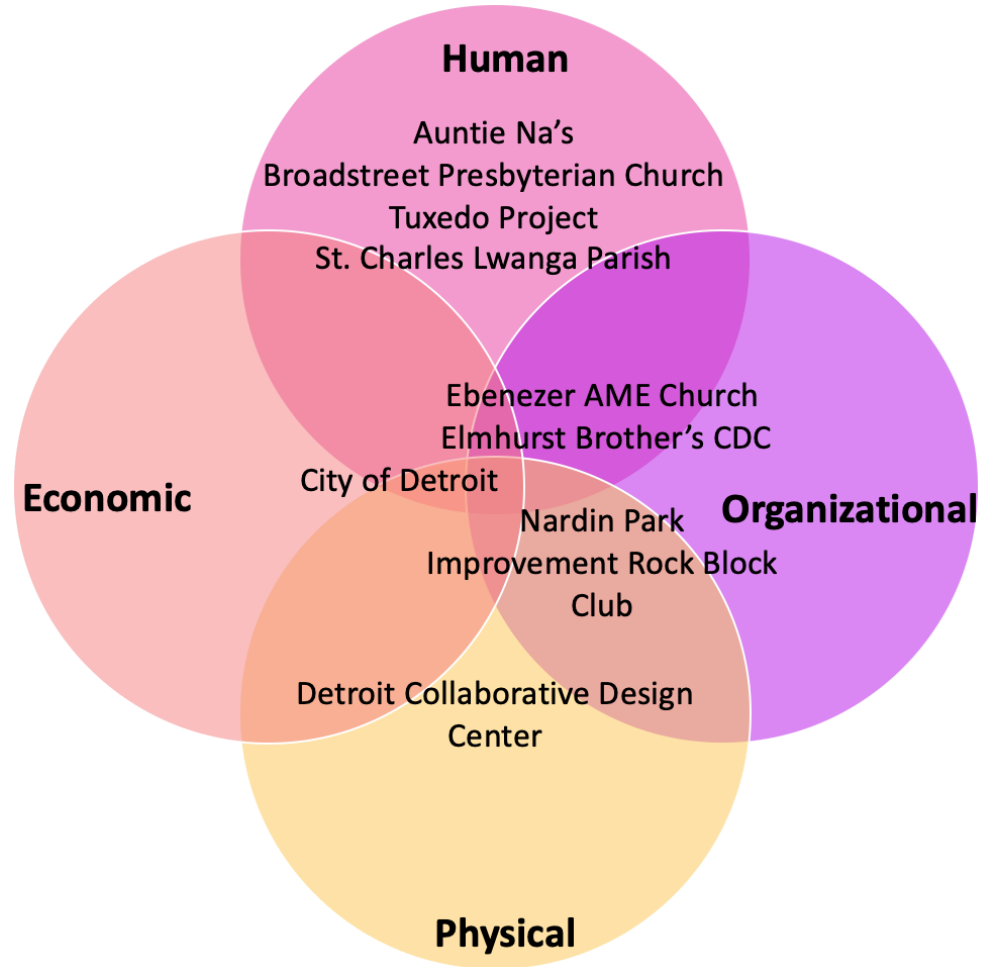 Human
Auntie Na’s
Broadstreet Presbyterian Church
Tuxedo Project
St. Charles Lwanga Parish
Ebenezer AME Church
Elmhurst Brother’s CDC
City of Detroit
Economic
Organizational
Nardin Park
Improvement Rock Block
Club
Detroit Collaborative Design
Center
Physical